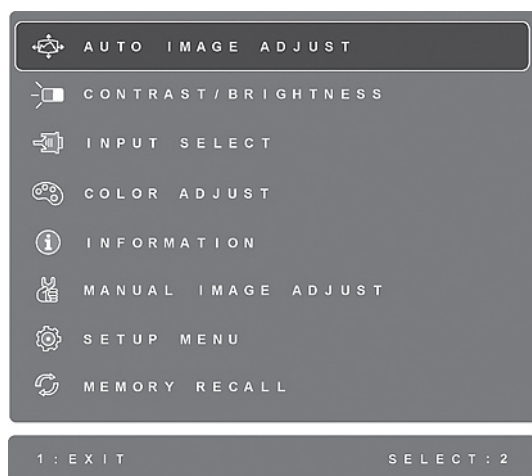 AUTO IMAGE ADJUST
CONTRAST/BRIGHTNESS
INPUT SELECT
COLOR ADJUST
INFORMATION
MANUAL IMAGE ADJUST
SETUP MENU
MEMORY RECALL
1:EXIT SELECT:2